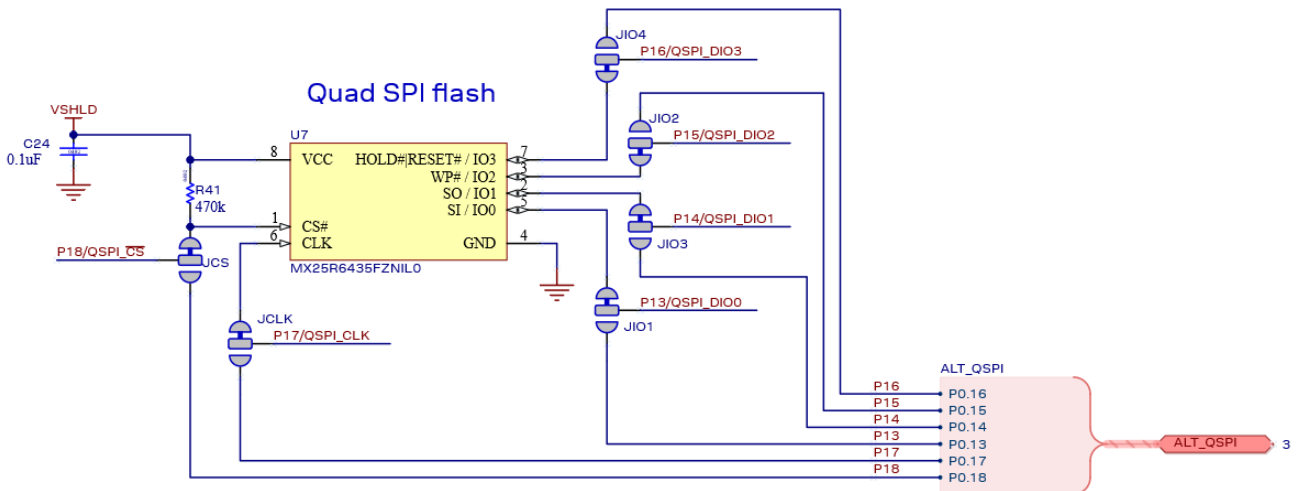 JIO4
P16/QSPI_DIO3
Quad SPI flash
VSHLD
JIO2
C24
0.1uF
U7
P15/QSPI_DIO2
8
VCC
HOLD#|RESET# / IO3
7
WP# / IO2
3
R41
470k
SO / IO1
2
SI / IO0
5
P14/QSPI_DIO1
1
CS#
6
CLK
GND
4
JIO3
P18/QSPI_CS
JCS
MX25R6435FZNIL0
P13/QSPI_DIO0
JCLK
JIO1
P17/QSPI_CLK
ALT_QSPI
P16
P0.16
P15
P0.15
P14
P0.14
P13
P0.13
ALT_QSPI
3
P17
P0.17
P18
P0.18